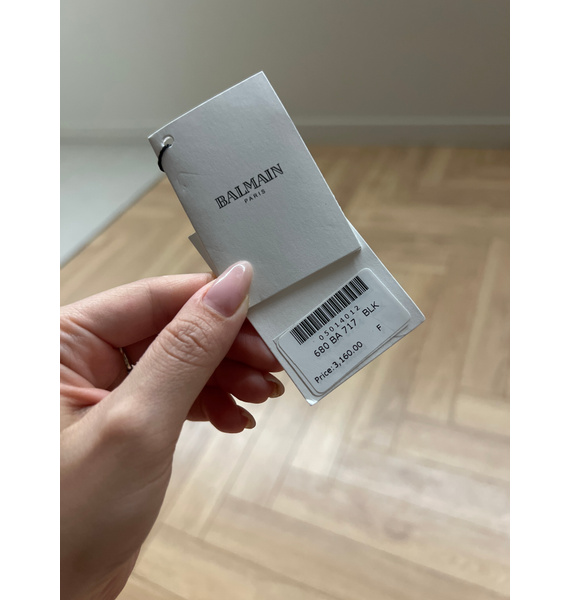 BALMAIN
PARIS
05014012
680 BA 717 BLK
Price:3,160.00 F